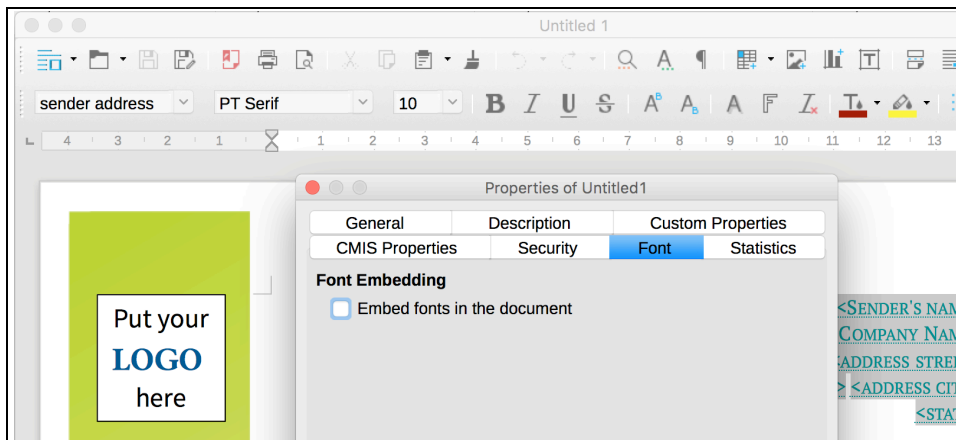 Untitled 1
sender address PT Serif 10 B I U S A B A B A F I x T
4 3 2 1 1 2 3 4 5 6 7 8 9 10 11 12 13
Properties of Untitled1
General Description Custom Properties
CMIS Properties Security Font Statistics
Font Embedding
Embed fonts in the document
Put your
LOGO
here
<SENDER'S NAM
COMPANY NAM
ADDRESS STREE
> <ADDRESS CIT
<STAT